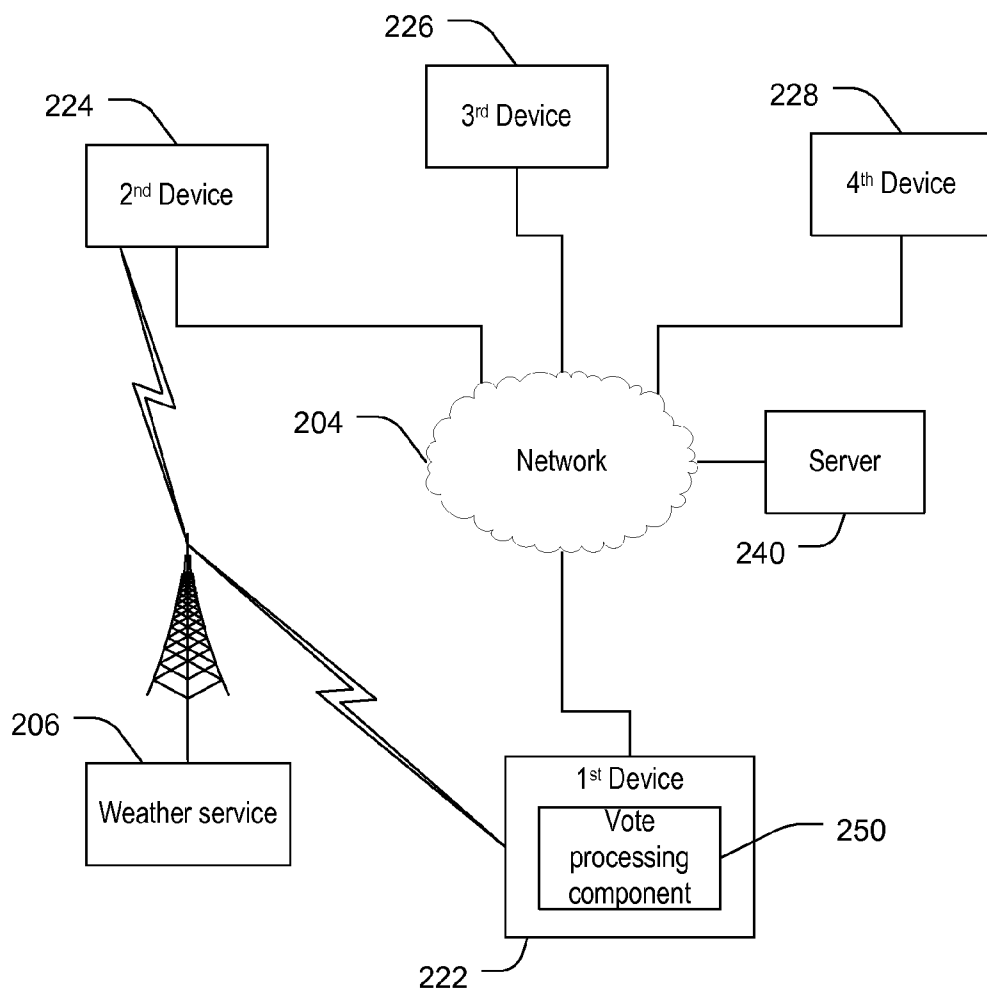 226
3rd Device
224
2nd Device
228
4th Device
204
Network
Server
240
206
Weather service
1st Device
Vote
processing
component
250
222